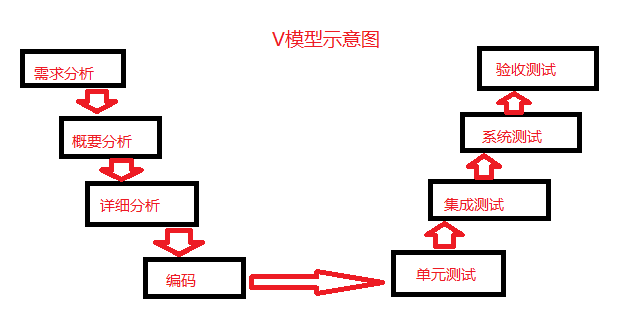 V模型示意图
需求分析
概要分析
详细分析
编码
单元测试
集成测试
系统测试
验收测试